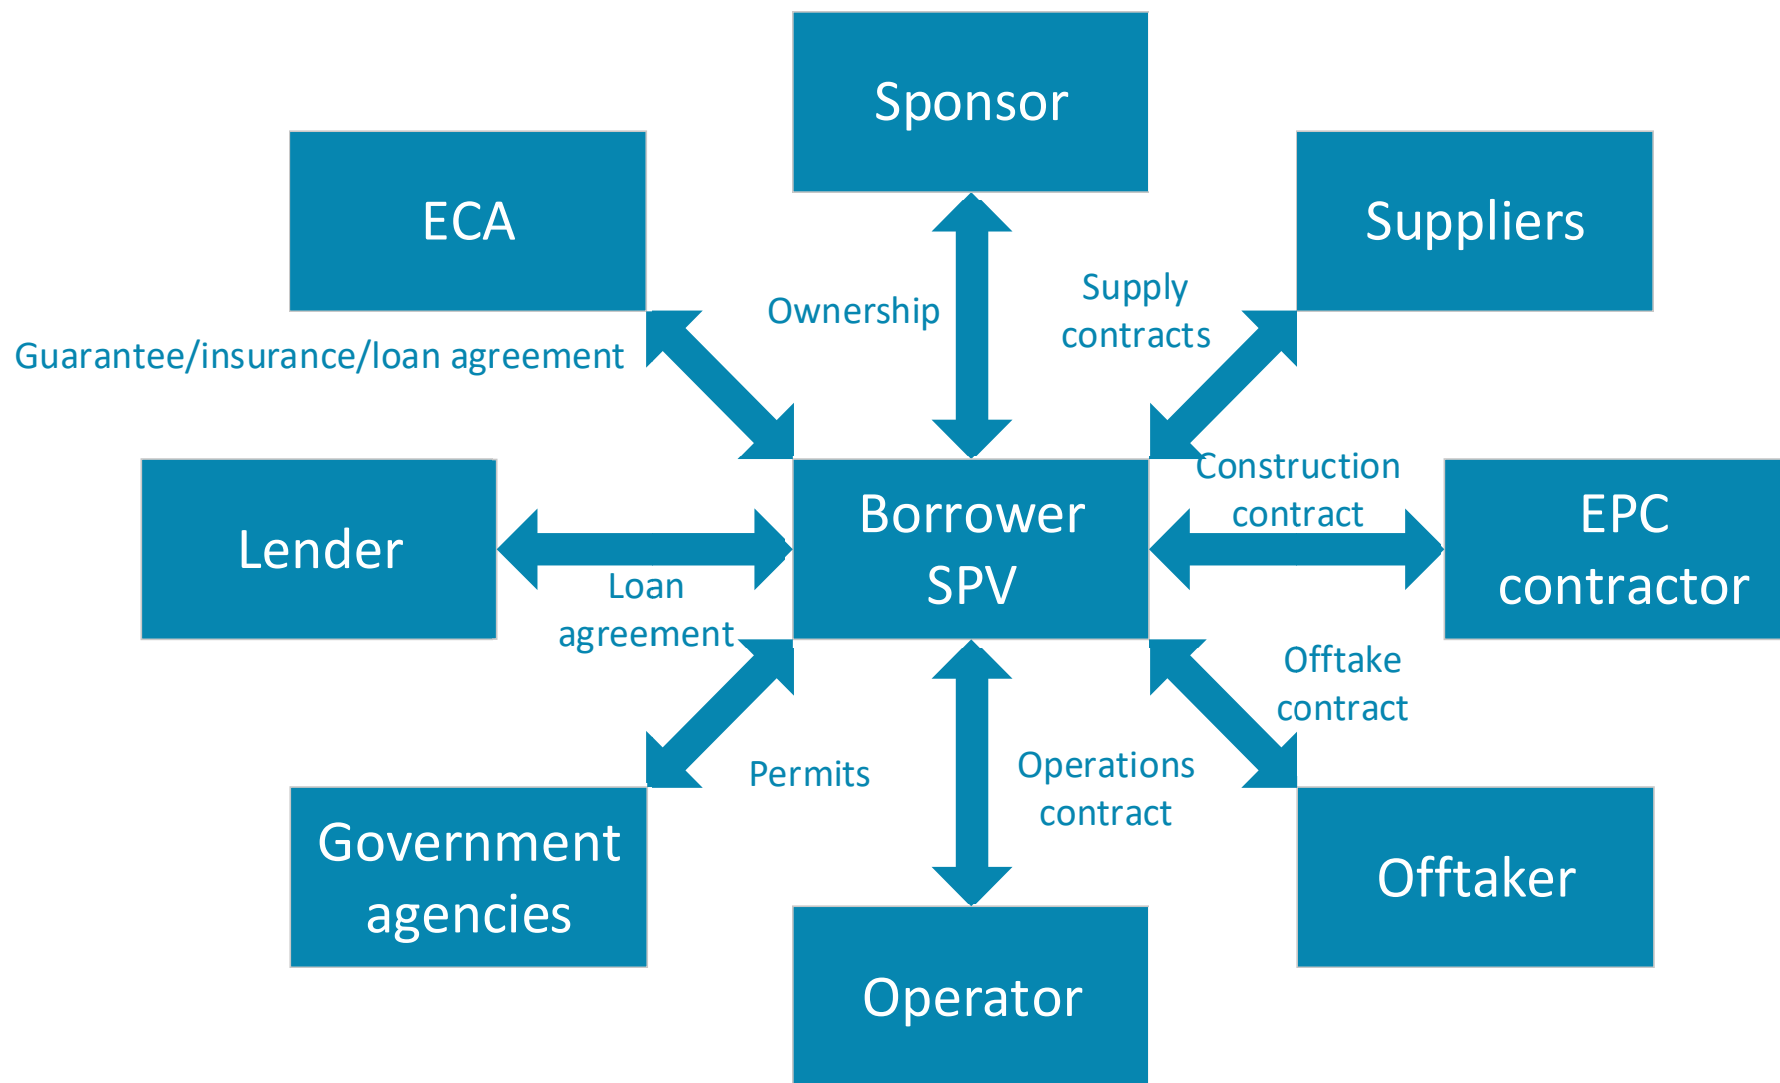 Sponsor
ECA
Suppliers
Ownership
Supply
contracts
Guarantee/insurance/loan agreement
Lender
Loan
agreement
Borrower
SPV
Construction
contract
EPC
contractor
Offtake
contract
Permits
Operations
contract
Government
agencies
Operator
Offtaker